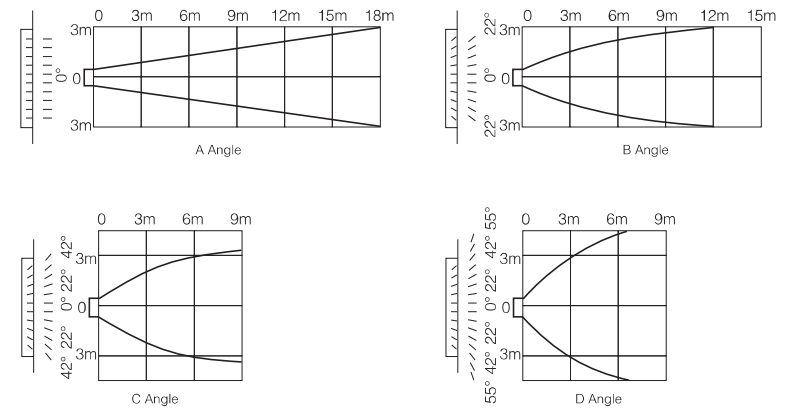 0 3m 6m 9m 12m 15m 18m
3m
0° 0
3m
A Angle
0 3m 6m 9m 12m 15m
22°
0° 0
22° 3m
B Angle
0 3m 6m 9m
42°
3m
22°
0° 0
22°
3m
42°
C Angle
0 3m 6m 9m
55°
42°
3m
22°
0° 0
22°
3m
42°
55°
D Angle